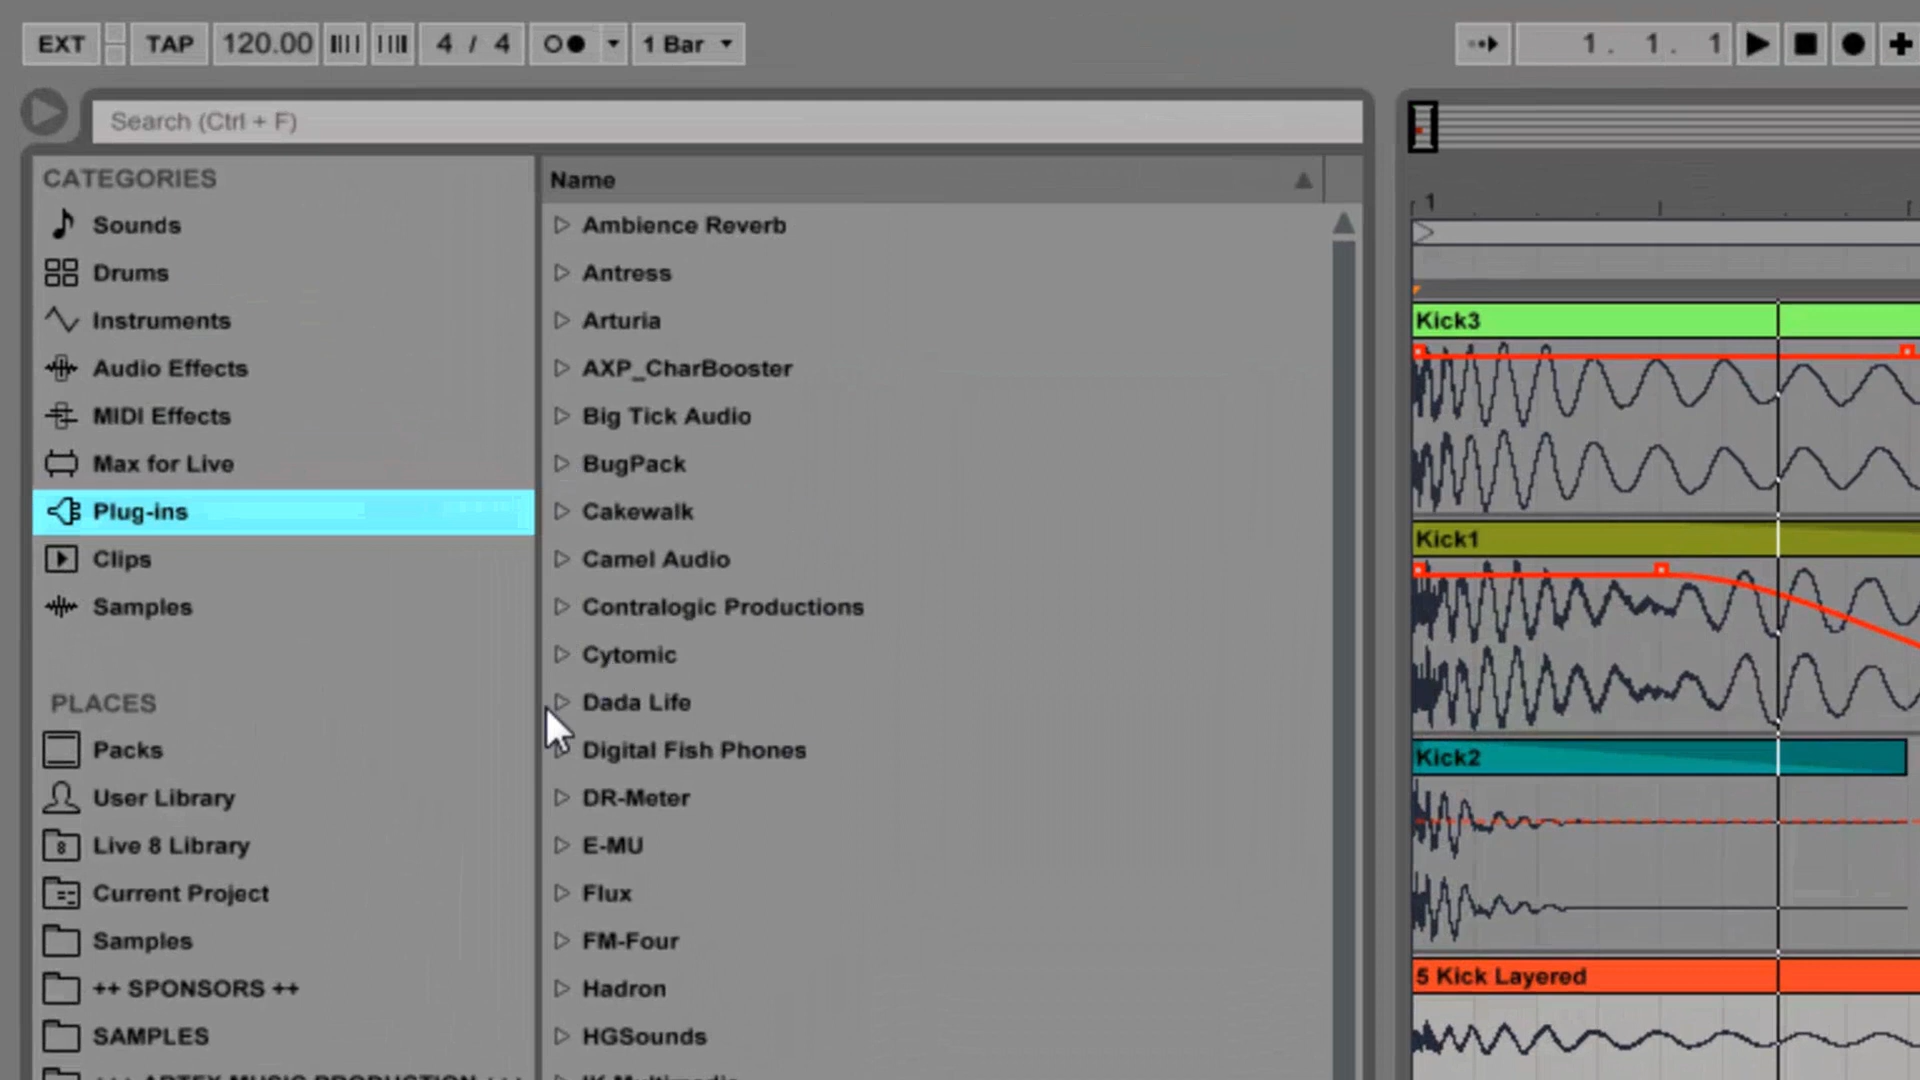 EXT TAP 120.00 4 / 4 1 Bar 1. 1. 1
Search (Ctrl + F)
CATEGORIES
Sounds
Drums
Instruments
Audio Effects
MIDI Effects
Max for Live
Plug-ins
Clips
Samples
PLACES
Packs
User Library
Live 8 Library
Current Project
Samples
++ SPONSORS ++
SAMPLES
Name
Ambience Reverb
Antress
Arturia
AXP_CharBooster
Big Tick Audio
BugPack
Cakewalk
Camel Audio
Contralogic Productions
Cytomic
Dada Life
Digital Fish Phones
DR-Meter
E-MU
Flux
FM-Four
Hadron
HGSounds
1
Kick3
Kick1
Kick2
5 Kick Layered